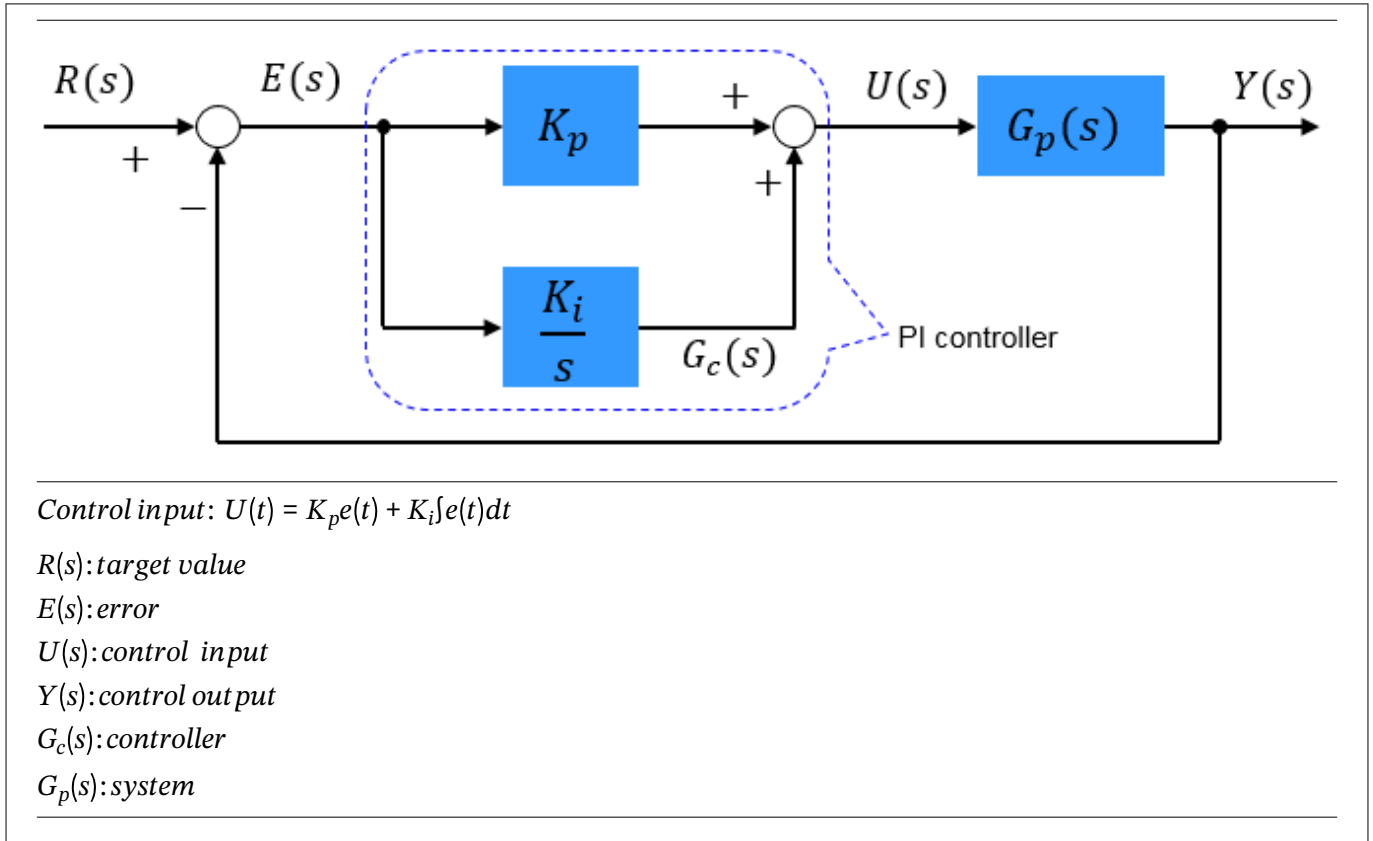 R(s)
E(s)
K_p
+
U(s)
G_p(s)
Y(s)
+
−
+
K_i
s
G_c(s)
PI controller
Control input: U(t) = K_p e(t) + K_i ∫e(t)dt
R(s): target value
E(s): error
U(s): control input
Y(s): control output
G_c(s): controller
G_p(s): system